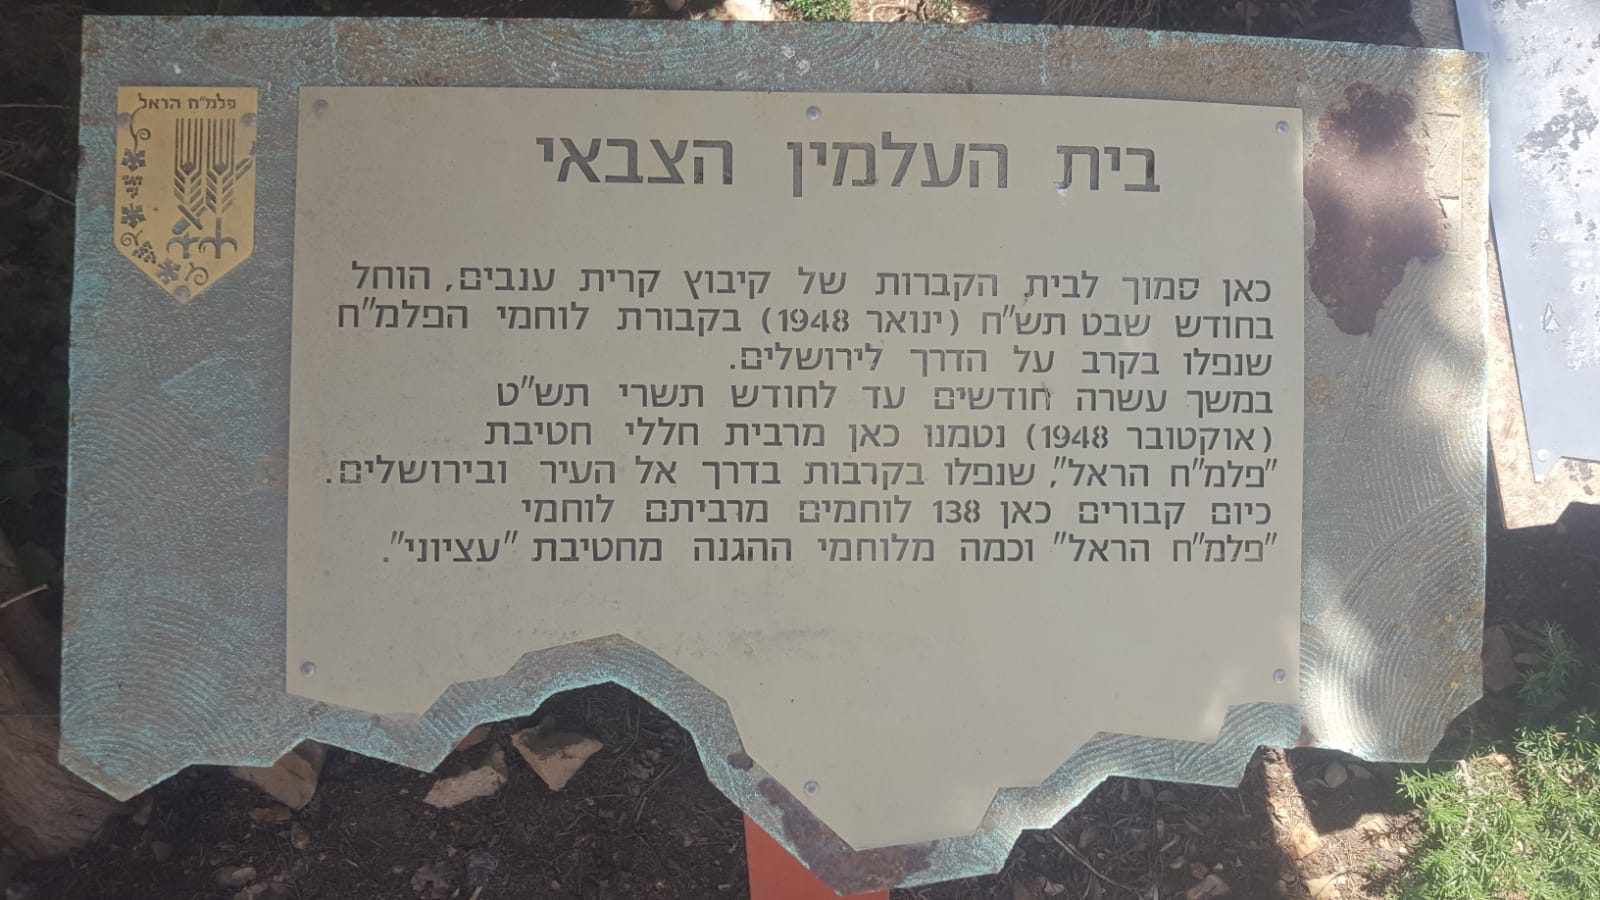 פלמ"ח הראל
בית העלמין הצבאי
כאן סמוך לבית הקברות של קיבוץ קרית ענבים, הוחל
בחודש שבט תש"ח (ינואר 1948) בקבורת לוחמי הפלמ"ח
שנפלו בקרב על הדרך לירושלים.
במשך עשרה חודשים עד לחודש תשרי תש"ט
(אוקטובר 1948) נטמנו כאן מרבית חללי חטיבת
"פלמ"ח הראל", שנפלו בקרבות בדרך אל העיר ובירושלים.
כיום קבורים כאן 138 לוחמים מרביתם לוחמי
"פלמ"ח הראל" וכמה מלוחמי ההגנה מחטיבת "עציוני".